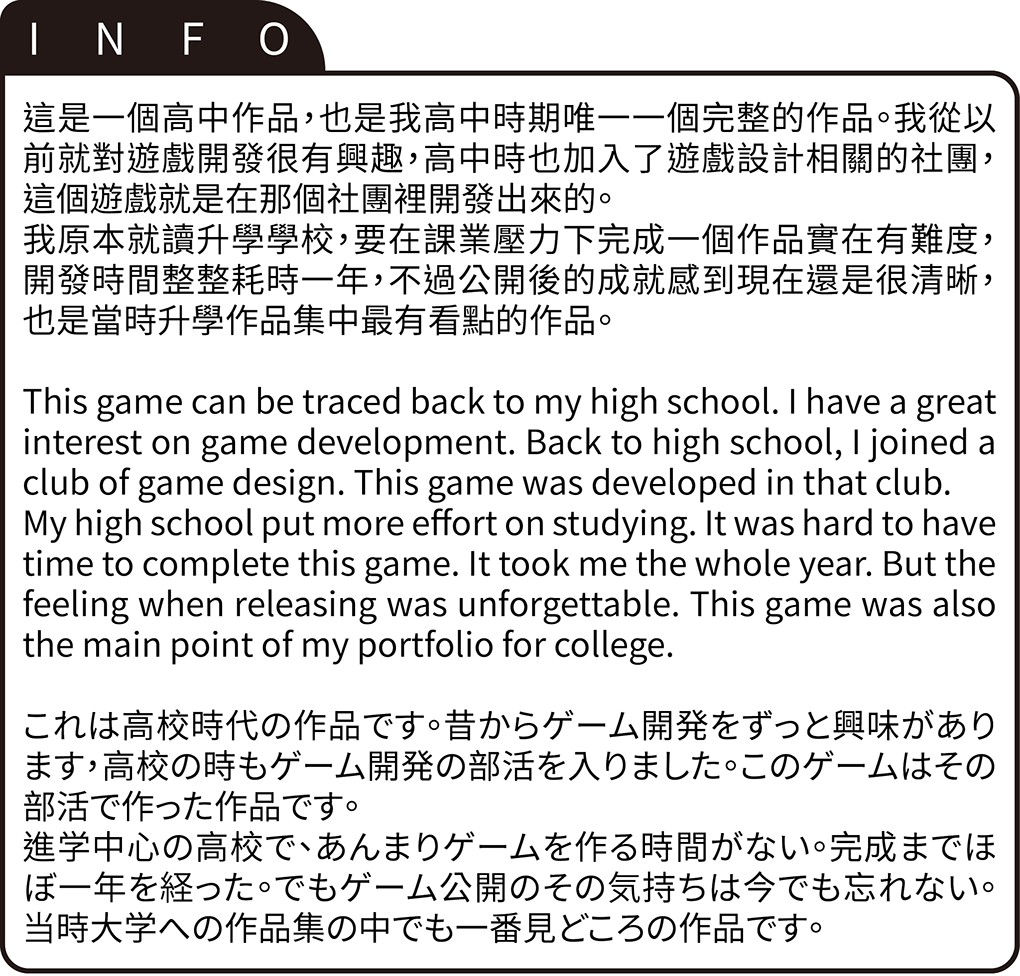 INFO
這是一個高中作品，也是我高中時期唯一一個完整的作品。我從以
前就對遊戲開發很有興趣，高中時也加入了遊戲設計相關的社團，
這個遊戲就是在那個社團裡開發出來的。
我原本就讀升學學校，要在課業壓力下完成一個作品實在有難度，
開發時間整整耗時一年，不過公開後的成就感到現在還是很清晰，
也是當時升學作品集中最有看點的作品。
This game can be traced back to my high school. I have a great
interest on game development. Back to high school, I joined a
club of game design. This game was developed in that club.
My high school put more effort on studying. It was hard to have
time to complete this game. It took me the whole year. But the
feeling when releasing was unforgettable. This game was also
the main point of my portfolio for college.
これは高校時代の作品です。昔からゲーム開発をずっと興味があり
ます，高校の時もゲーム開発の部活を入りました。このゲームはその
部活で作った作品です。
進学中心の高校で、あんまりゲームを作る時間がない。完成までほ
ぼ一年を経った。でもゲーム公開のその気持ちは今でも忘れない。
当時大学への作品集の中でも一番見どころの作品です。